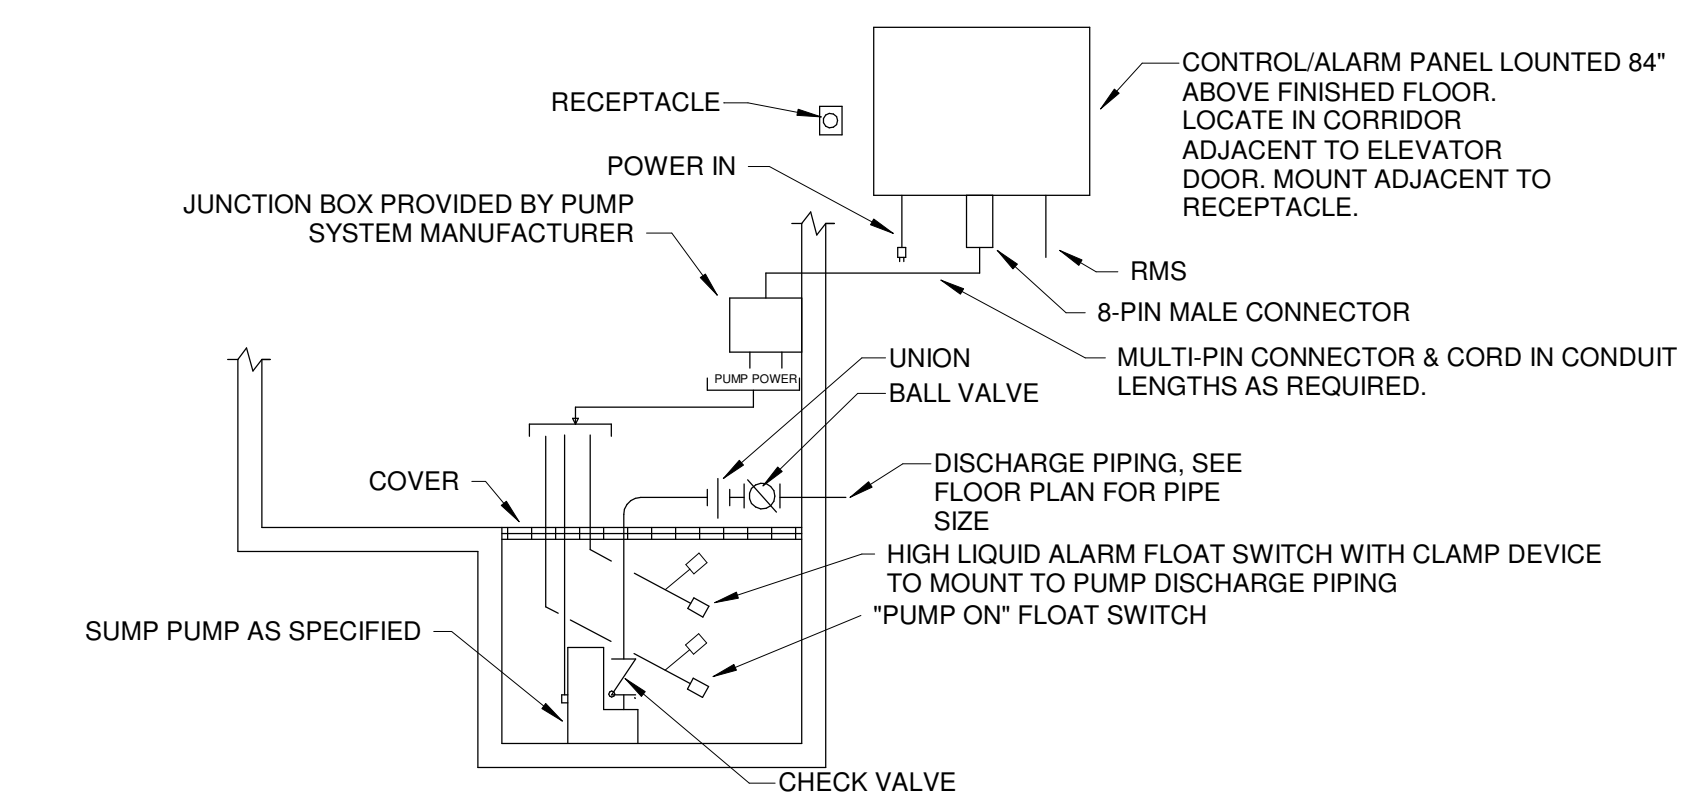 CONTROL/ALARM PANEL LOUNTED 84"
ABOVE FINISHED FLOOR.
LOCATE IN CORRIDOR
ADJACENT TO ELEVATOR
DOOR. MOUNT ADJACENT TO
RECEPTACLE.
RECEPTACLE
POWER IN
JUNCTION BOX PROVIDED BY PUMP
SYSTEM MANUFACTURER
RMS
8-PIN MALE CONNECTOR
MULTI-PIN CONNECTOR & CORD IN CONDUIT
LENGTHS AS REQUIRED.
PUMP POWER
UNION
BALL VALVE
COVER
DISCHARGE PIPING, SEE
FLOOR PLAN FOR PIPE
SIZE
HIGH LIQUID ALARM FLOAT SWITCH WITH CLAMP DEVICE
TO MOUNT TO PUMP DISCHARGE PIPING
"PUMP ON" FLOAT SWITCH
SUMP PUMP AS SPECIFIED
CHECK VALVE